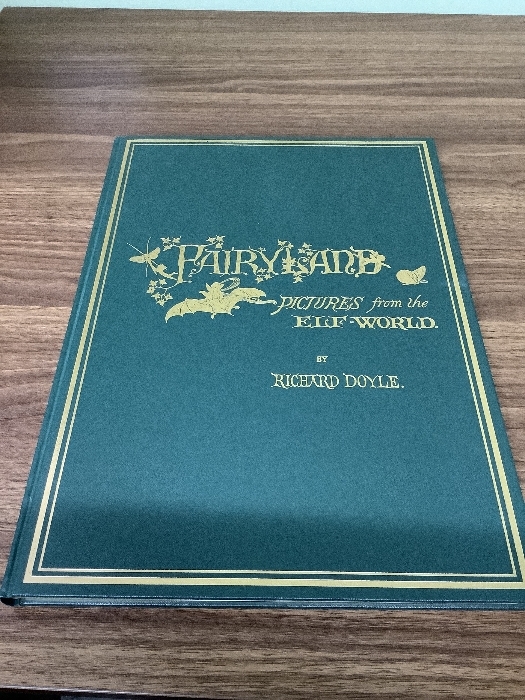 FAIRYLAND
PICTURES from the
ELF-WORLD.
BY
RICHARD DOYLE.